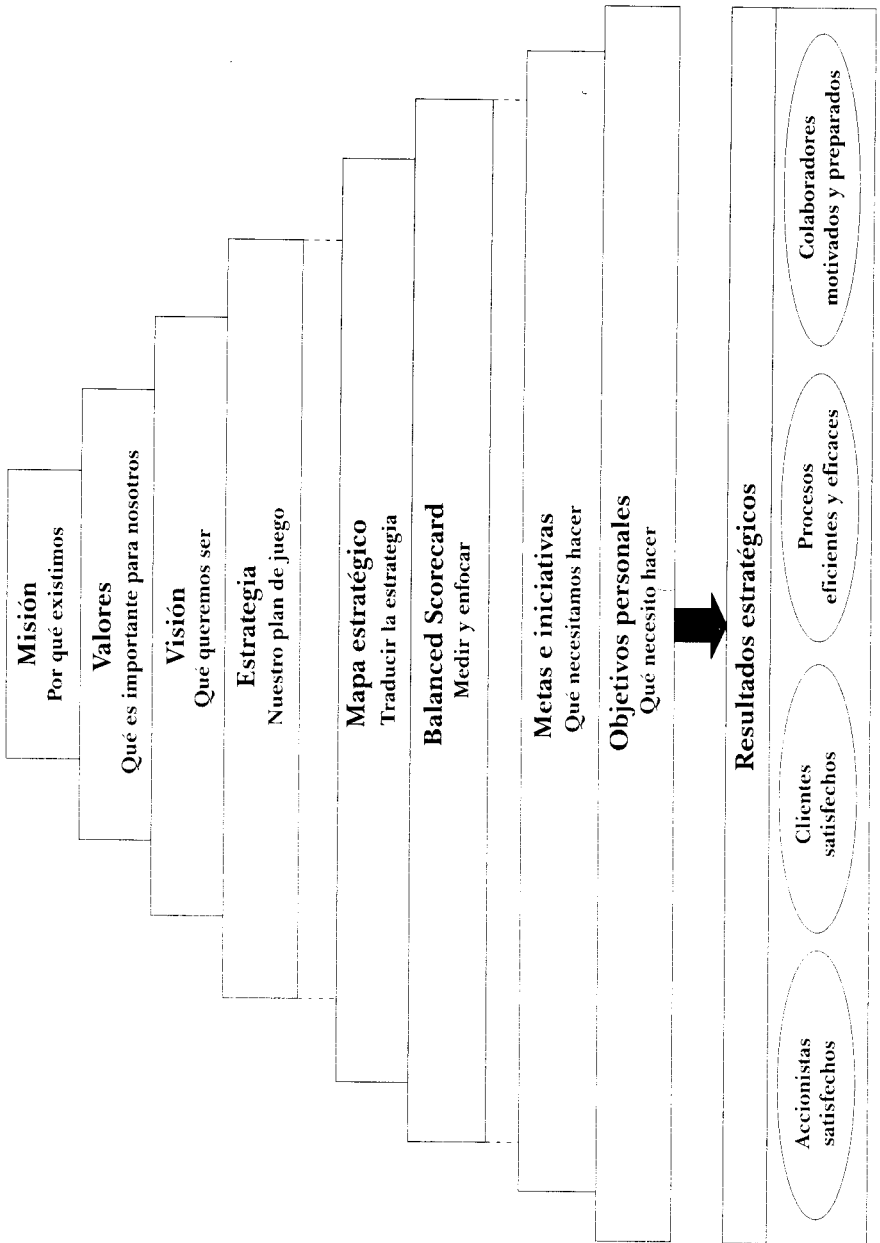 Misión
Por qué existimos
Valores
Qué es importante para nosotros
Visión
Qué queremos ser
Estrategia
Nuestro plan de juego
Mapa estratégico
Traducir la estrategia
Balanced Scorecard
Medir y enfocar
Metas e iniciativas
Qué necesitamos hacer
Objetivos personales
Qué necesito hacer
Resultados estratégicos
Accionistas
satisfechos
Clientes
satisfechos
Procesos
eficientes y eficaces
Colaboradores
motivados y preparados